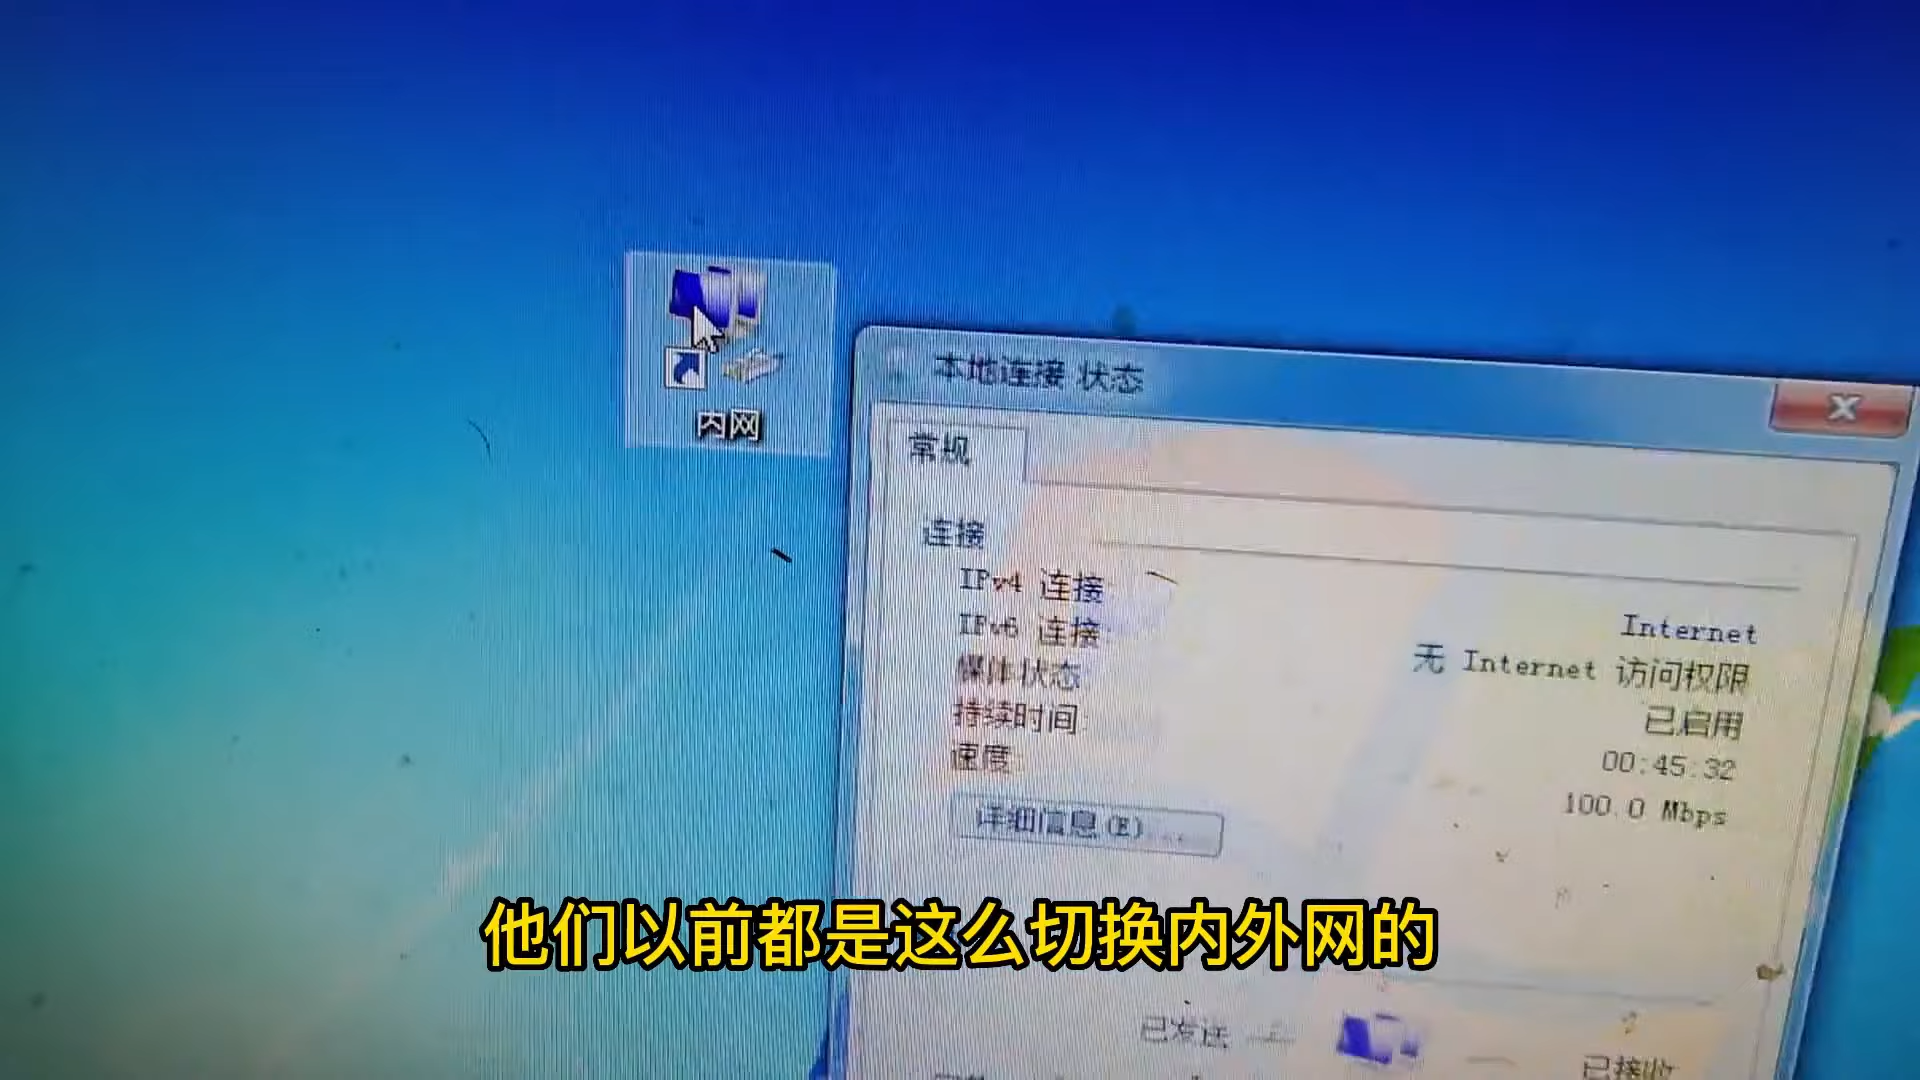 内网
本地连接 状态
常规
连接
IPv4 连接:
Internet
IPv6 连接:
无 Internet 访问权限
媒体状态:
已启用
持续时间:
00:45:32
速度:
100.0 Mbps
详细信息(E)...
他们以前都是这么切换内外网的
已发送
已接收